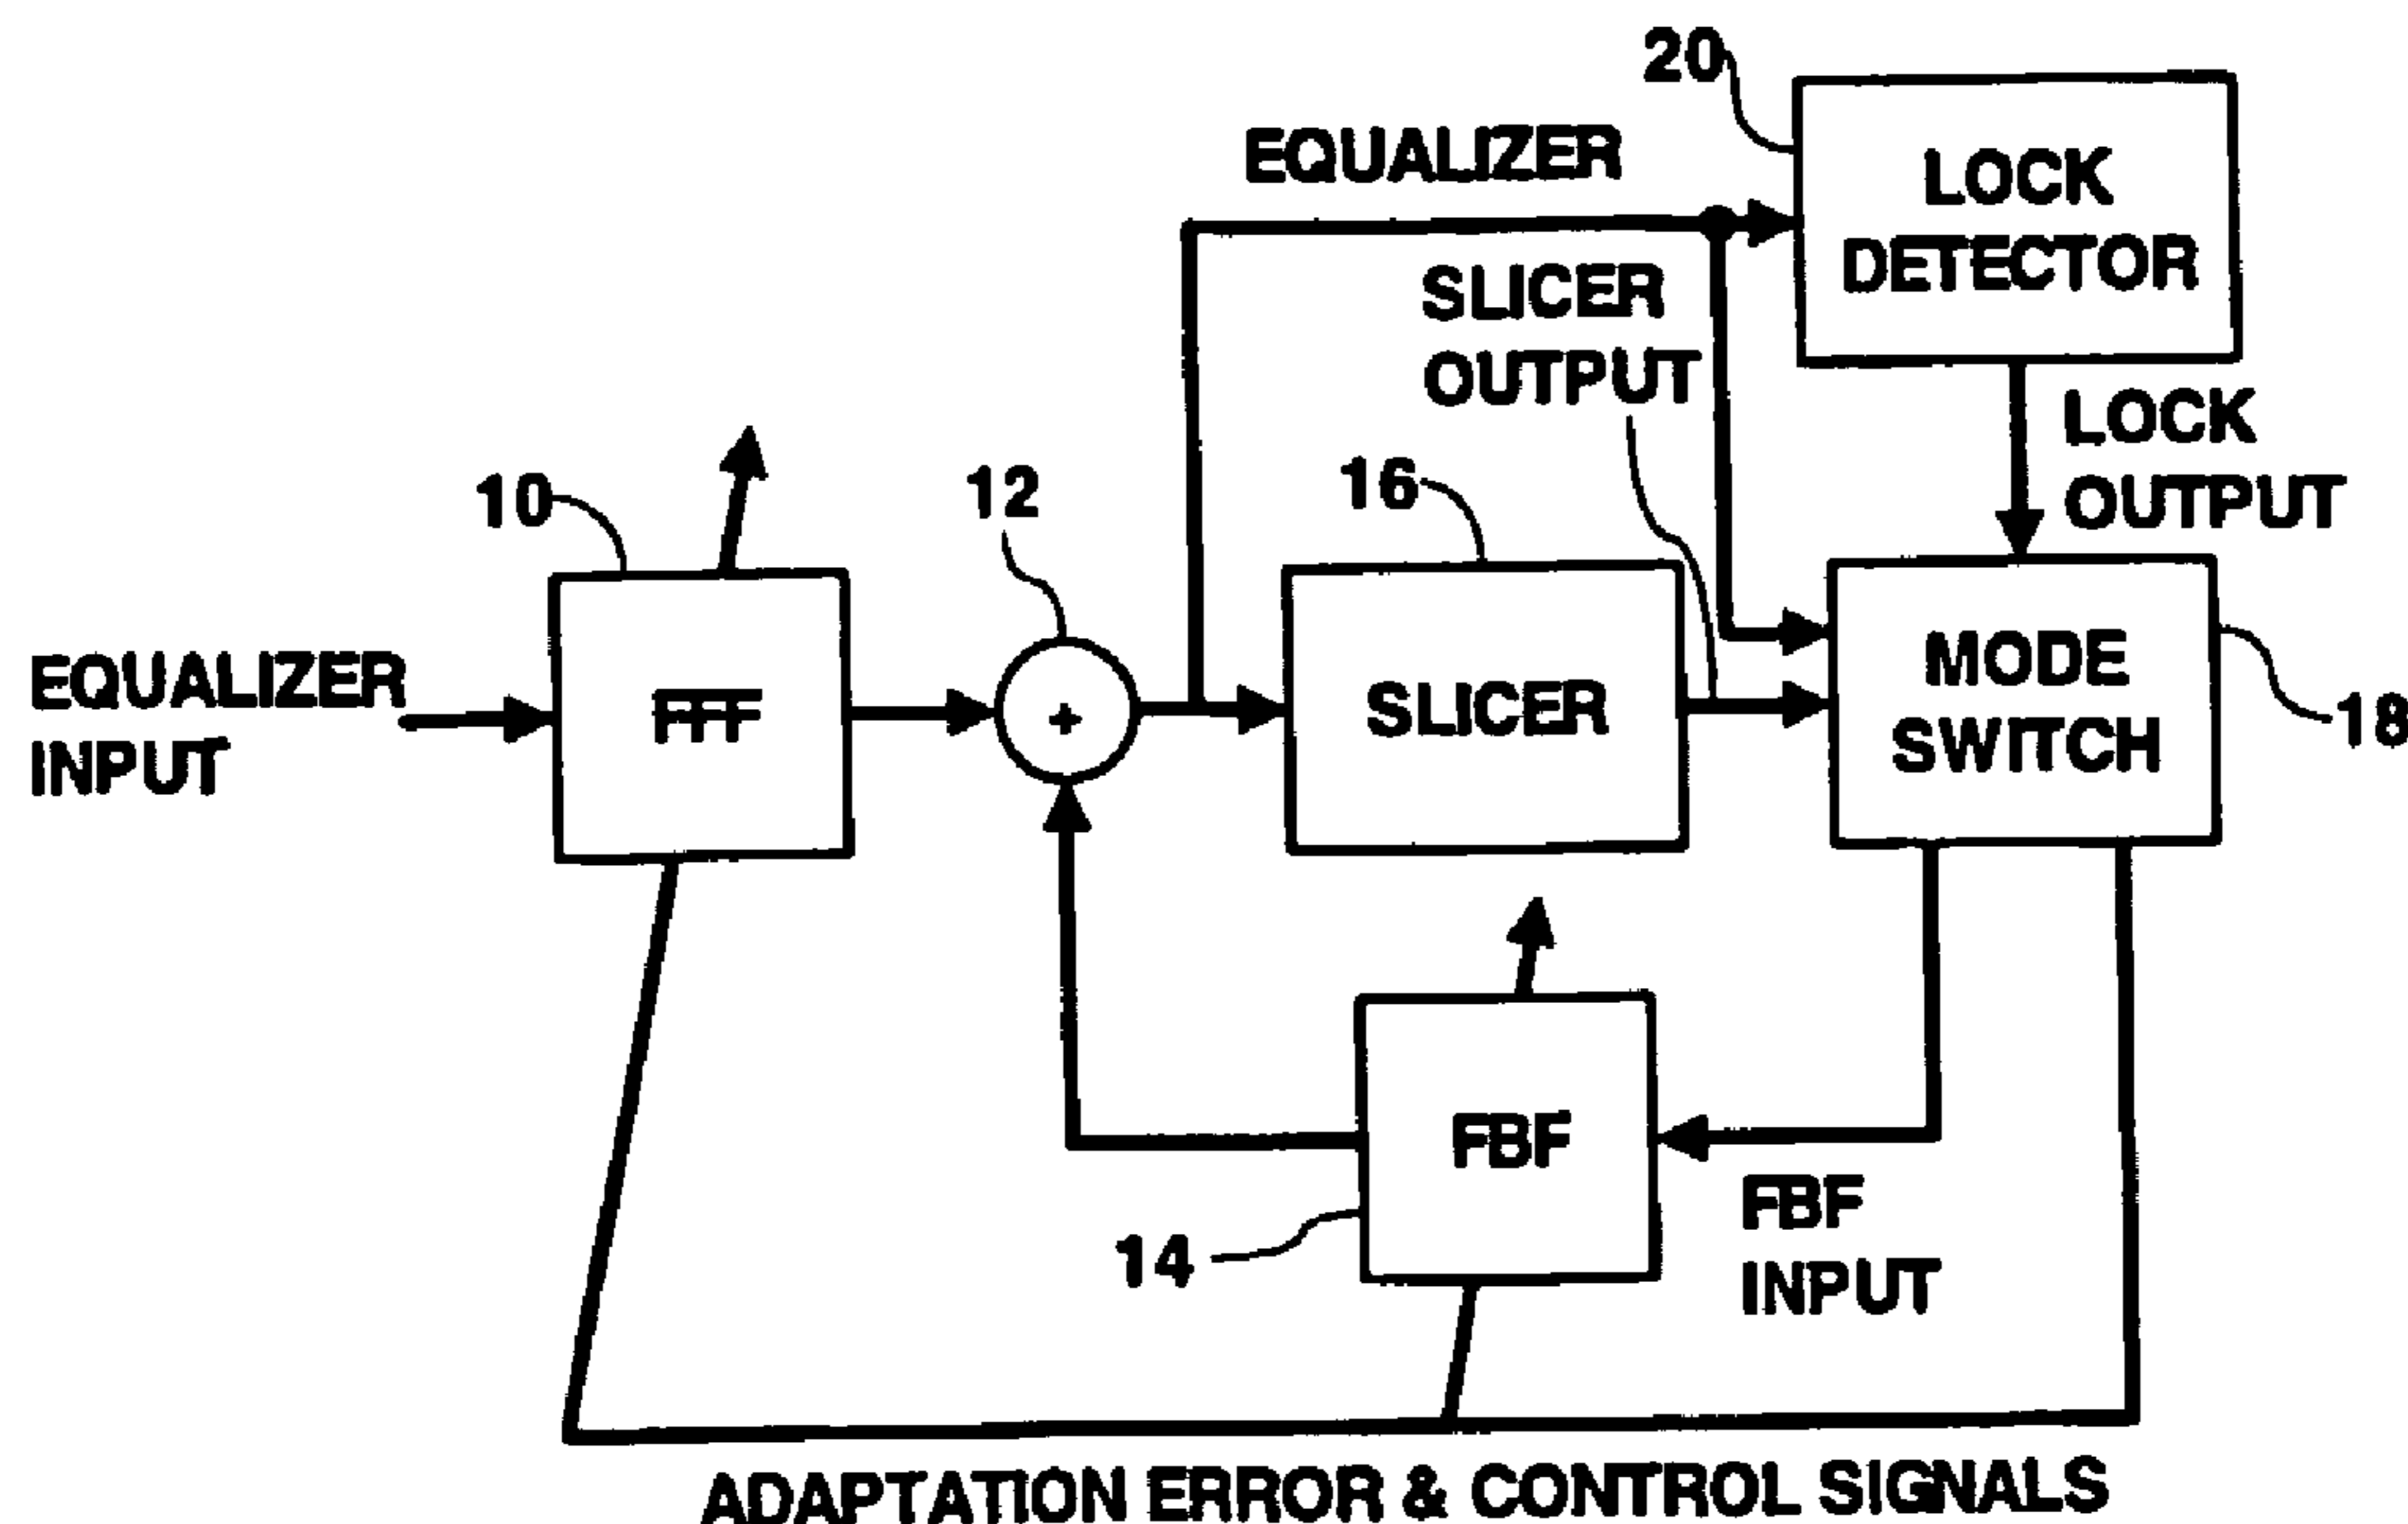 20
LOCK
DETECTOR
EQUALIZER
SLICER
OUTPUT
LOCK
OUTPUT
10
12
16
EQUALIZER
INPUT
FFF
+
SLICER
MODE
SWITCH
18
FBF
14
FBF
INPUT
ADAPTATION ERROR & CONTROL SIGNALS